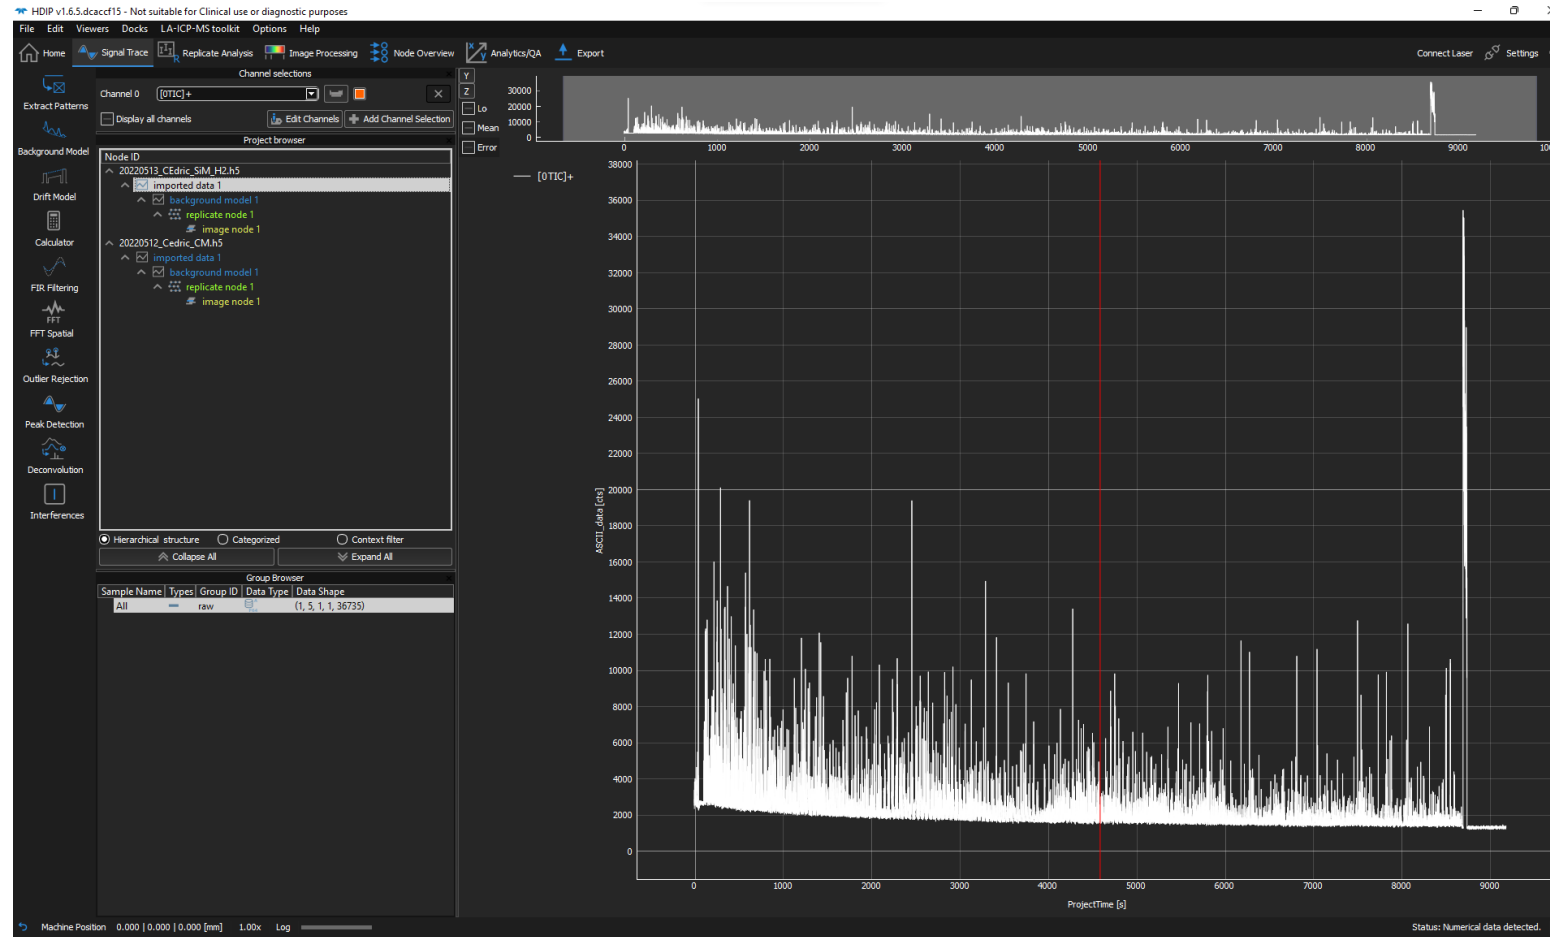 HDIP v1.6.5.dcaccf15 - Not suitable for Clinical use or diagnostic purposes
File Edit Viewers Docks LA-ICP-MS toolkit Options Help
Home Signal Trace Replicate Analysis Image Processing Node Overview Analytics/QA Export Connect Laser Settings
Extract Patterns
Background Model
Drift Model
Calculator
FIR Filtering
FFT
FFT Spatial
Outlier Rejection
Peak Detection
Deconvolution
Interferences
Channel selections
Channel 0 [0TIC]+
Display all channels Edit Channels Add Channel Selection
Project browser
Node ID
20220513_CEdric_SiM_H2.h5
imported data 1
background model 1
replicate node 1
image node 1
20220512_Cedric_CM.h5
imported data 1
background model 1
replicate node 1
image node 1
Hierarchical structure Categorized Context filter
Collapse All Expand All
Group Browser
Sample Name Types Group ID Data Type Data Shape
All raw (1, 5, 1, 1, 36735)
Y
Z
Lo
Mean
Error
30000
20000
10000
0
0 1000 2000 3000 4000 5000 6000 7000 8000 9000 10
[0TIC]+
38000
36000
34000
32000
30000
28000
26000
24000
22000
20000
18000
16000
14000
12000
10000
8000
6000
4000
2000
0
ASCII_data [cts]
0 1000 2000 3000 4000 5000 6000 7000 8000 9000
ProjectTime [s]
Machine Position 0.000 | 0.000 | 0.000 [mm] 1.00x Log Status: Numerical data detected.